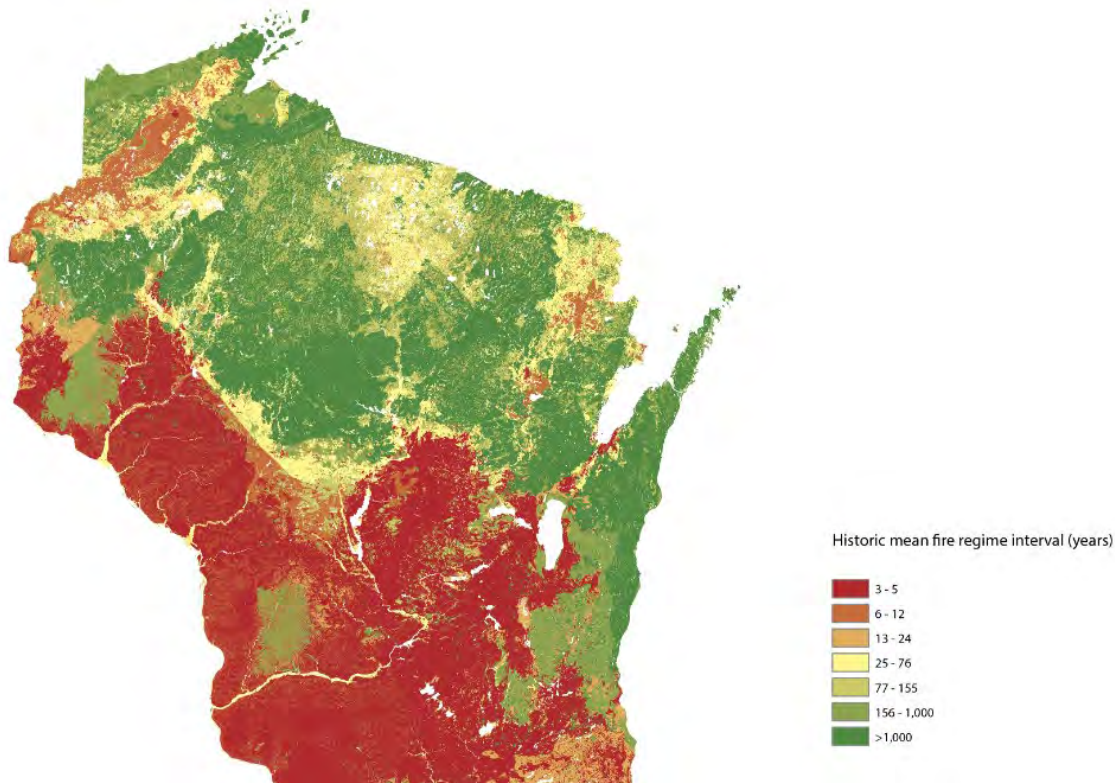 Historic mean fire regime interval (years)
3 - 5
6 - 12
13 - 24
25 - 76
77 - 155
156 - 1,000
>1,000